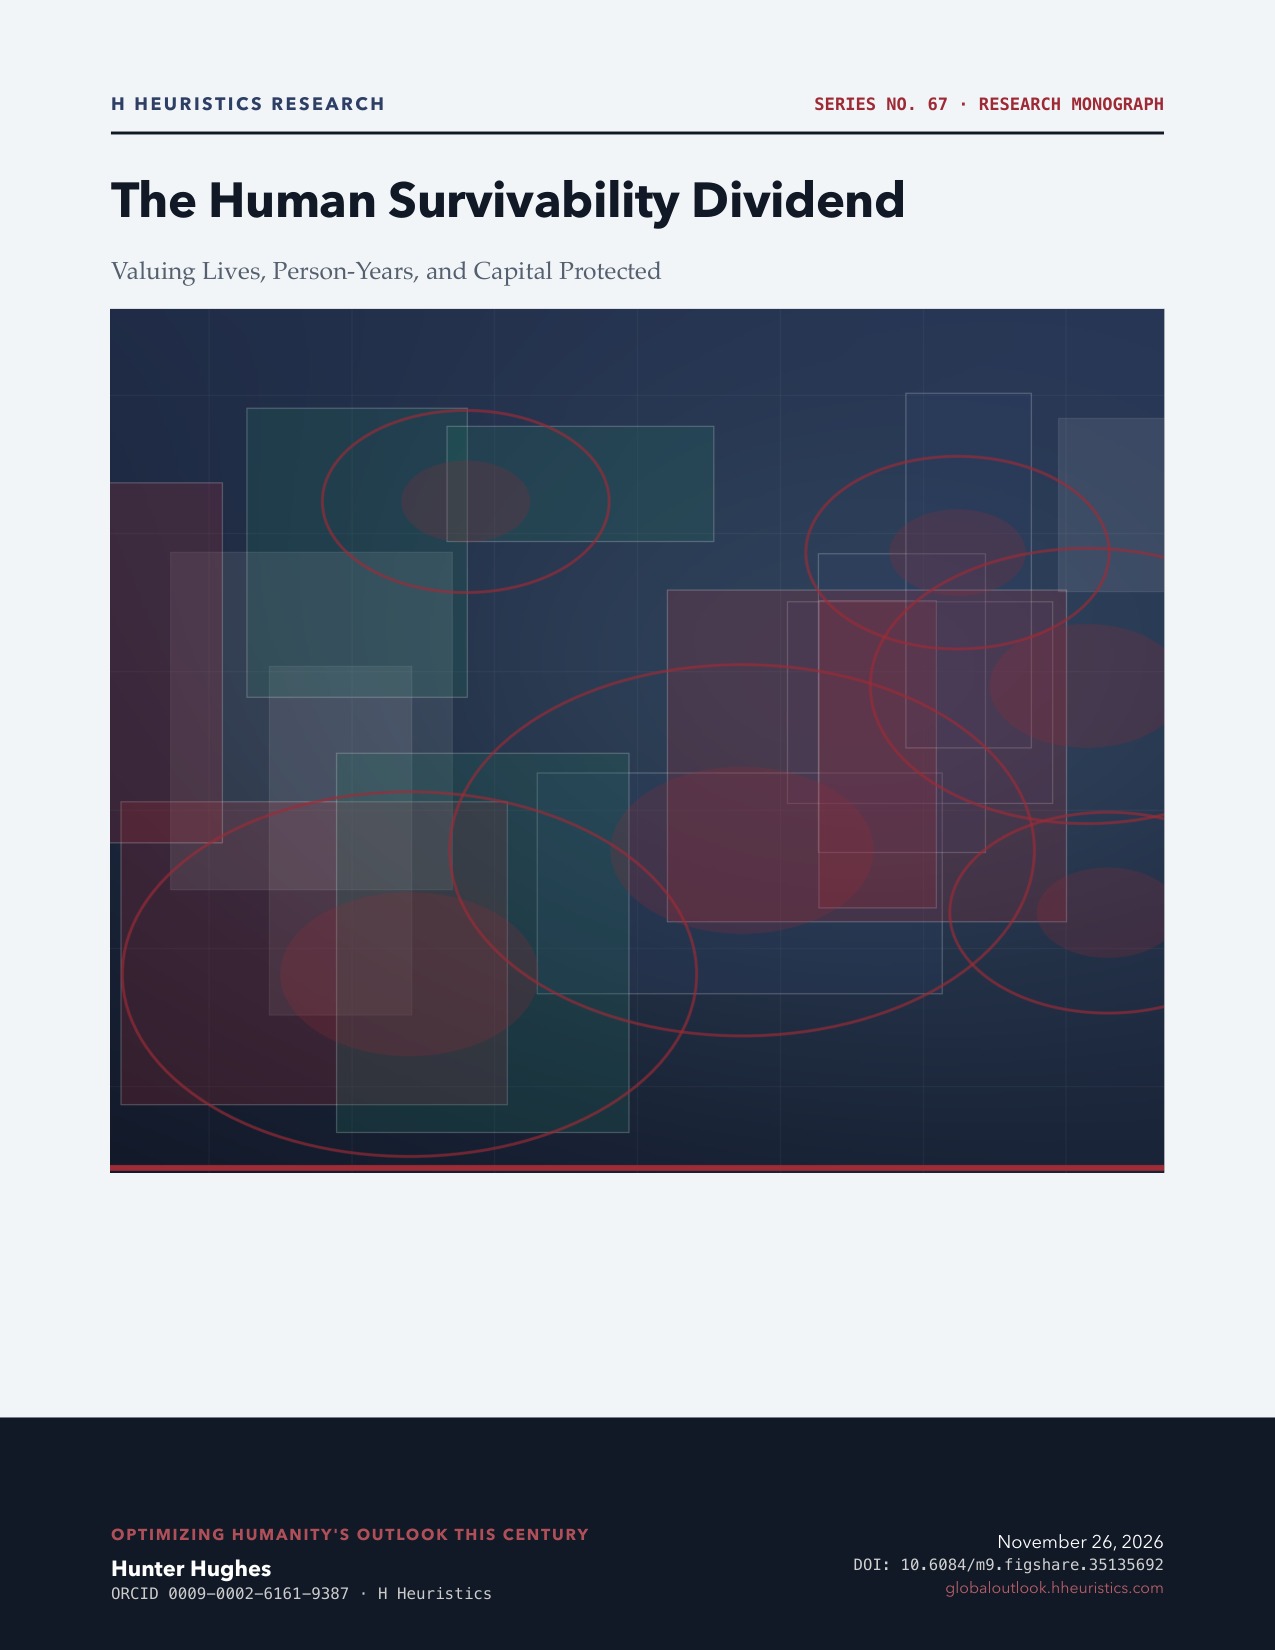 H HEURISTICS RESEARCH
SERIES NO. 67 · RESEARCH MONOGRAPH
The Human Survivability Dividend
Valuing Lives, Person-Years, and Capital Protected
OPTIMIZING HUMANITY'S OUTLOOK THIS CENTURY
Hunter Hughes
ORCID 0009-0002-6161-9387 · H Heuristics
November 26, 2026
DOI: 10.6084/m9.figshare.35135692
globaloutlook.hheuristics.com